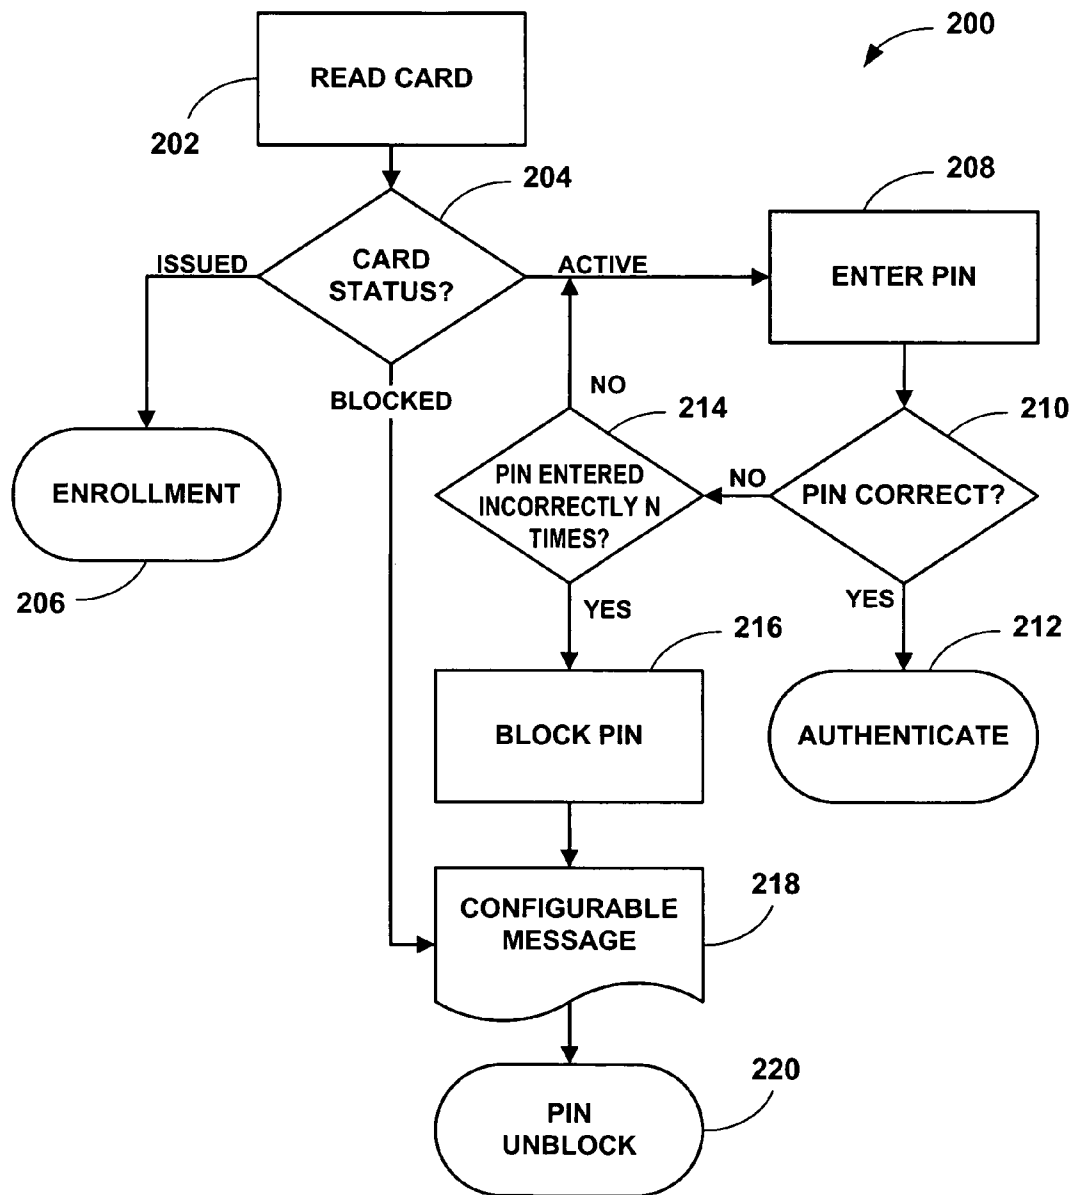 200
READ CARD
202
204
208
CARD
STATUS?
ISSUED
ACTIVE
ENTER PIN
BLOCKED
NO
214
210
ENROLLMENT
PIN ENTERED
INCORRECTLY N
TIMES?
NO
PIN CORRECT?
206
YES
YES
216
212
BLOCK PIN
AUTHENTICATE
CONFIGURABLE
MESSAGE
218
220
PIN
UNBLOCK